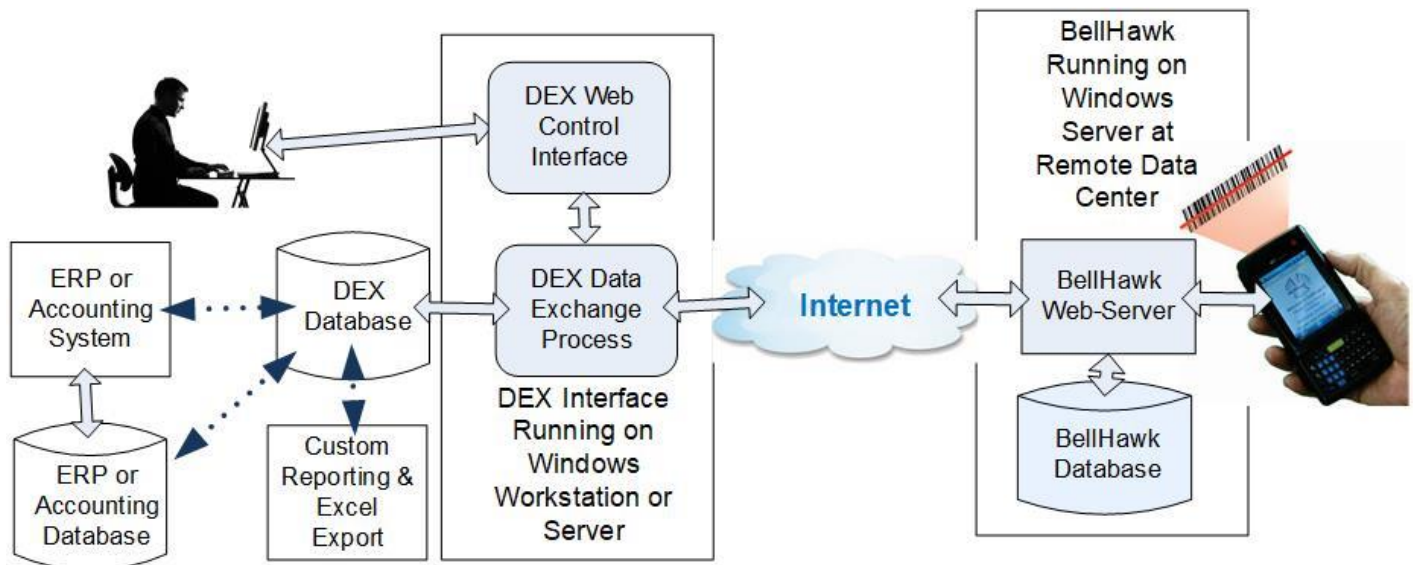 DEX Web
Control
Interface
BellHawk
Running on
Windows
Server at
Remote Data
Center
ERP or
Accounting
System
DEX
Database
DEX Data
Exchange
Process
Internet
BellHawk
Web-Server
DEX Interface
Running on
Windows
Workstation or
Server
Custom
Reporting &
Excel
Export
ERP or
Accounting
Database
BellHawk
Database